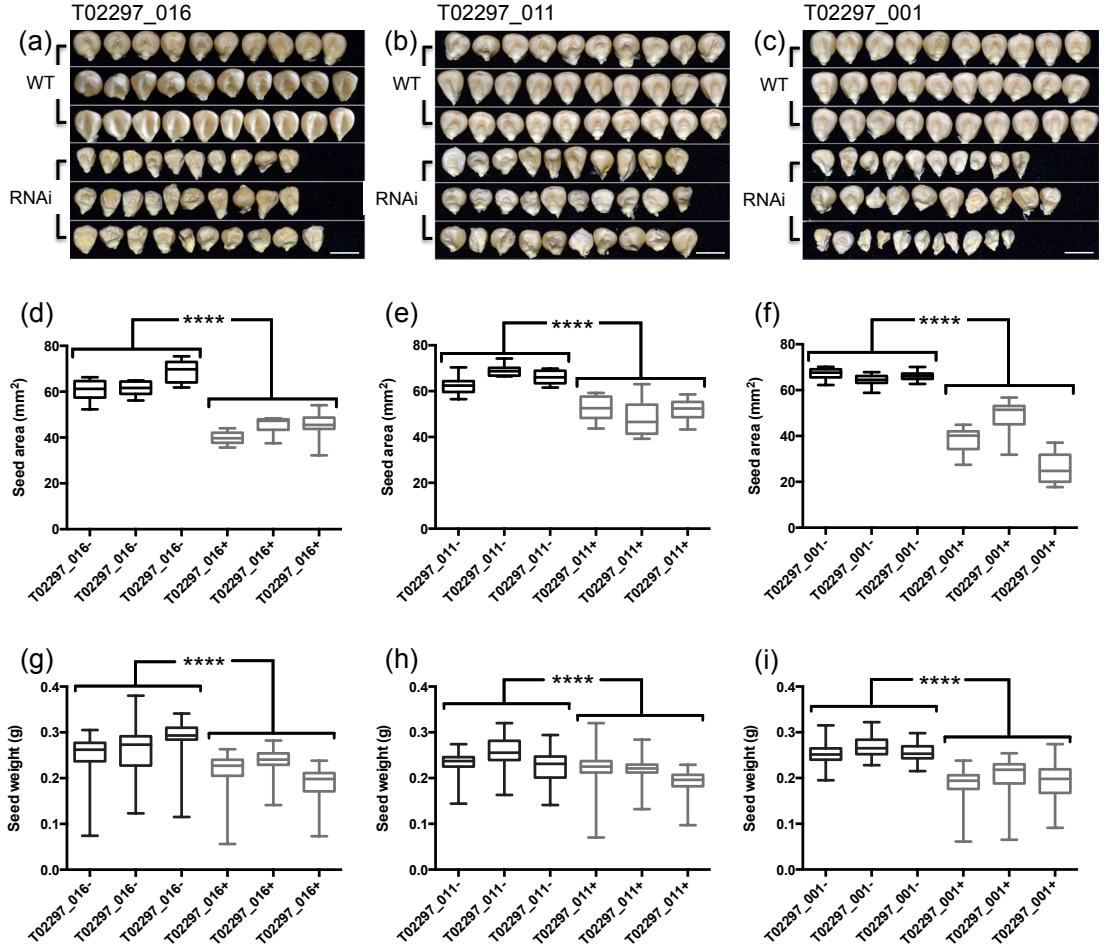 T02297_016
T02297_011
T02297_001
(a)
(b)
(c)
WT
WT
WT
RNAi
RNAi
RNAi
(d)
(e)
(f)
****
****
****
Seed area (mm²)
80
60
40
20
0
T02297_016-
T02297_016-
T02297_016-
T02297_016+
T02297_016+
T02297_016+
Seed area (mm²)
80
60
40
20
0
T02297_011-
T02297_011-
T02297_011-
T02297_011+
T02297_011+
T02297_011+
Seed area (mm²)
80
60
40
20
0
T02297_001-
T02297_001-
T02297_001-
T02297_001+
T02297_001+
T02297_001+
(g)
(h)
(i)
****
****
****
Seed weight (g)
0.4
0.3
0.2
0.1
0.0
T02297_016-
T02297_016-
T02297_016-
T02297_016+
T02297_016+
T02297_016+
Seed weight (g)
0.4
0.3
0.2
0.1
0.0
T02297_011-
T02297_011-
T02297_011-
T02297_011+
T02297_011+
T02297_011+
Seed weight (g)
0.4
0.3
0.2
0.1
0.0
T02297_001-
T02297_001-
T02297_001-
T02297_001+
T02297_001+
T02297_001+